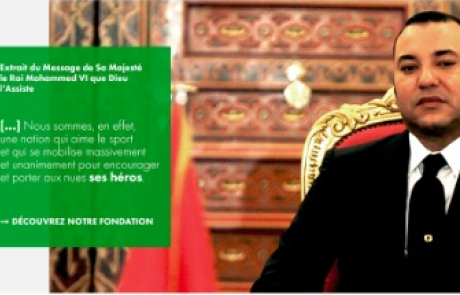 Extrait du Message de Sa Majesté
le Roi Mohammed VI que Dieu
l'Assiste
[...] Nous sommes, en effet,
une nation qui aime le sport
et qui se mobilise massivement
et unanimement pour encourager
et porter aux nues ses héros.
→ DÉCOUVREZ NOTRE FONDATION